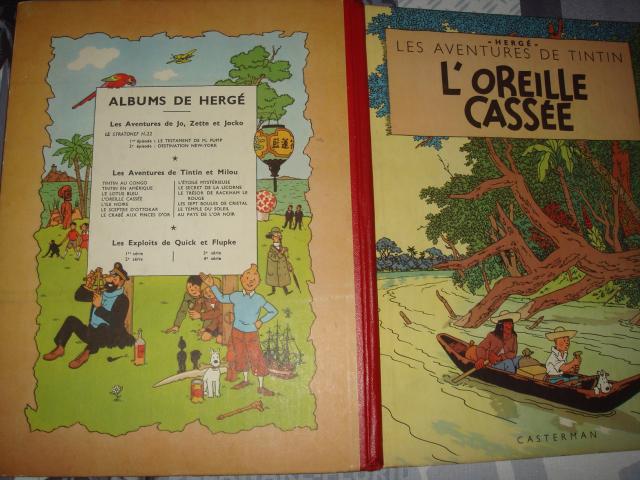 ALBUMS DE HERGÉ
Les Aventures de Jo, Zette et Jocko
LE STRATONEF H.22
1er épisode : LE TESTAMENT DE M. PUMP
2e épisode : DESTINATION NEW-YORK
Les Aventures de Tintin et Milou
TINTIN AU CONGO
TINTIN EN AMÉRIQUE
LE LOTUS BLEU
L'OREILLE CASSÉE
L'ILE NOIRE
LE SCEPTRE D'OTTOKAR
LE CRABE AUX PINCES D'OR
L'ÉTOILE MYSTÉRIEUSE
LE SECRET DE LA LICORNE
LE TRÉSOR DE RACKHAM LE
ROUGE
LES SEPT BOULES DE CRISTAL
LE TEMPLE DU SOLEIL
AU PAYS DE L'OR NOIR
Les Exploits de Quick et Flupke
1re série
2e série
3e série
4e série
-HERGÉ-
LES AVENTURES DE TINTIN
L'OREILLE
CASSÉE
CASTERMAN